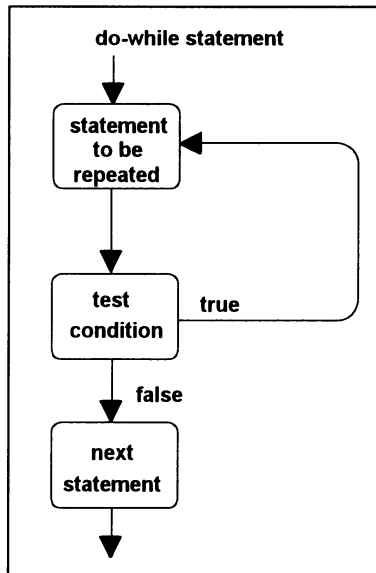 do-while statement
statement
to be
repeated
test
condition
true
false
next
statement